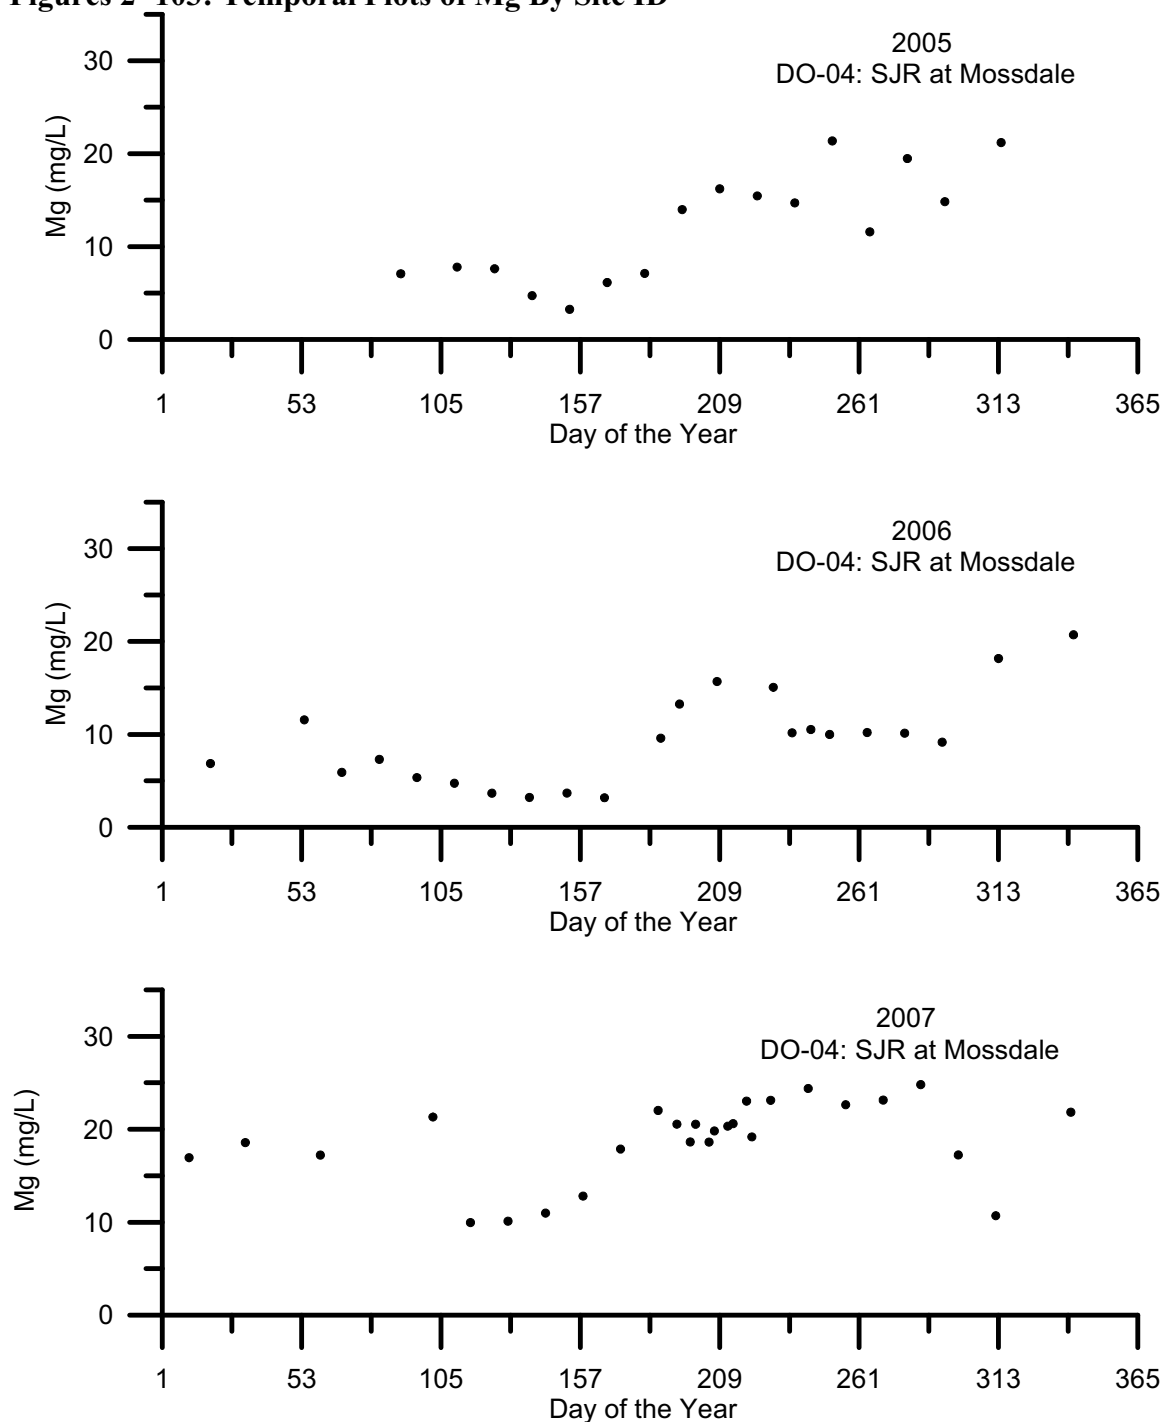 Figures 2–103: Temporal Plots of Mg By Site ID
2005
DO-04: SJR at Mossdale
30
20
10
0
Mg (mg/L)
1 53 105 157 209 261 313 365
Day of the Year
2006
DO-04: SJR at Mossdale
30
20
10
0
Mg (mg/L)
1 53 105 157 209 261 313 365
Day of the Year
2007
DO-04: SJR at Mossdale
30
20
10
0
Mg (mg/L)
1 53 105 157 209 261 313 365
Day of the Year